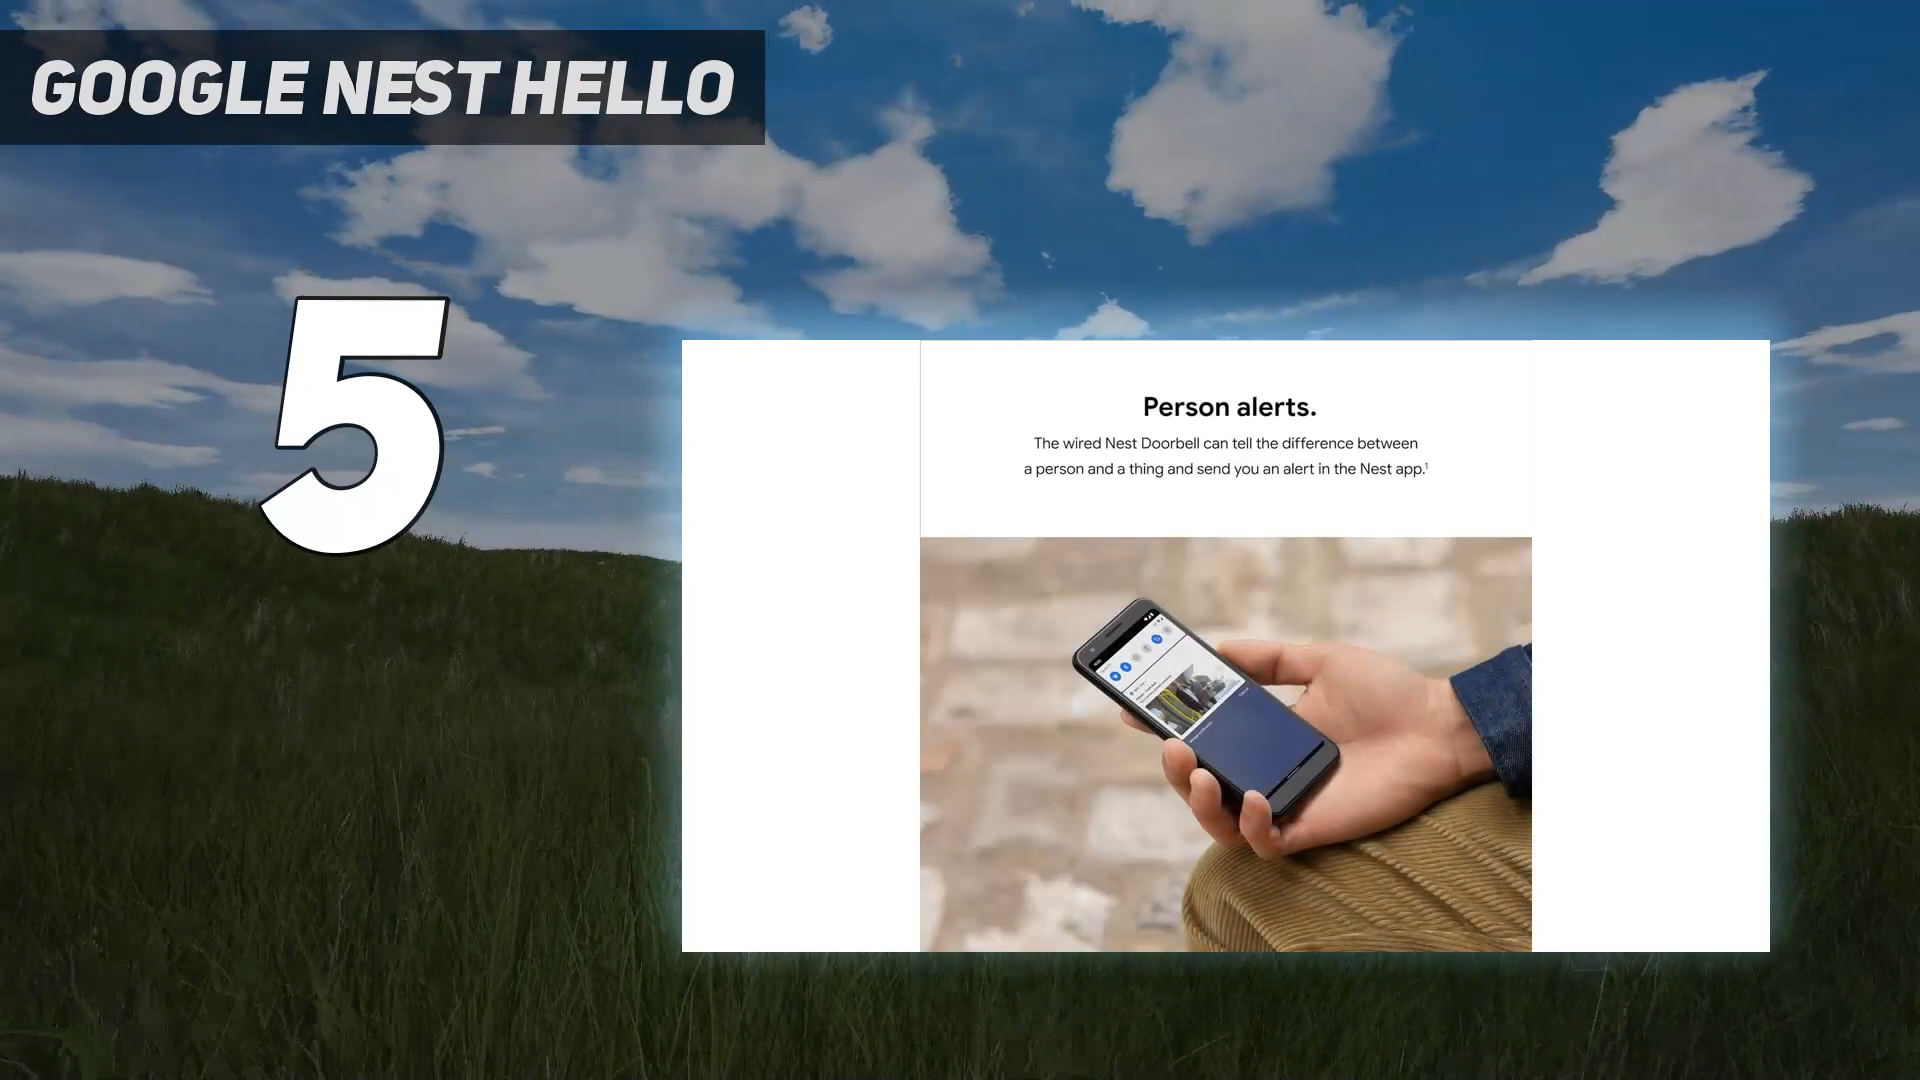 GOOGLE NEST HELLO
5
Person alerts.
The wired Nest Doorbell can tell the difference between
a person and a thing and send you an alert in the Nest app.¹